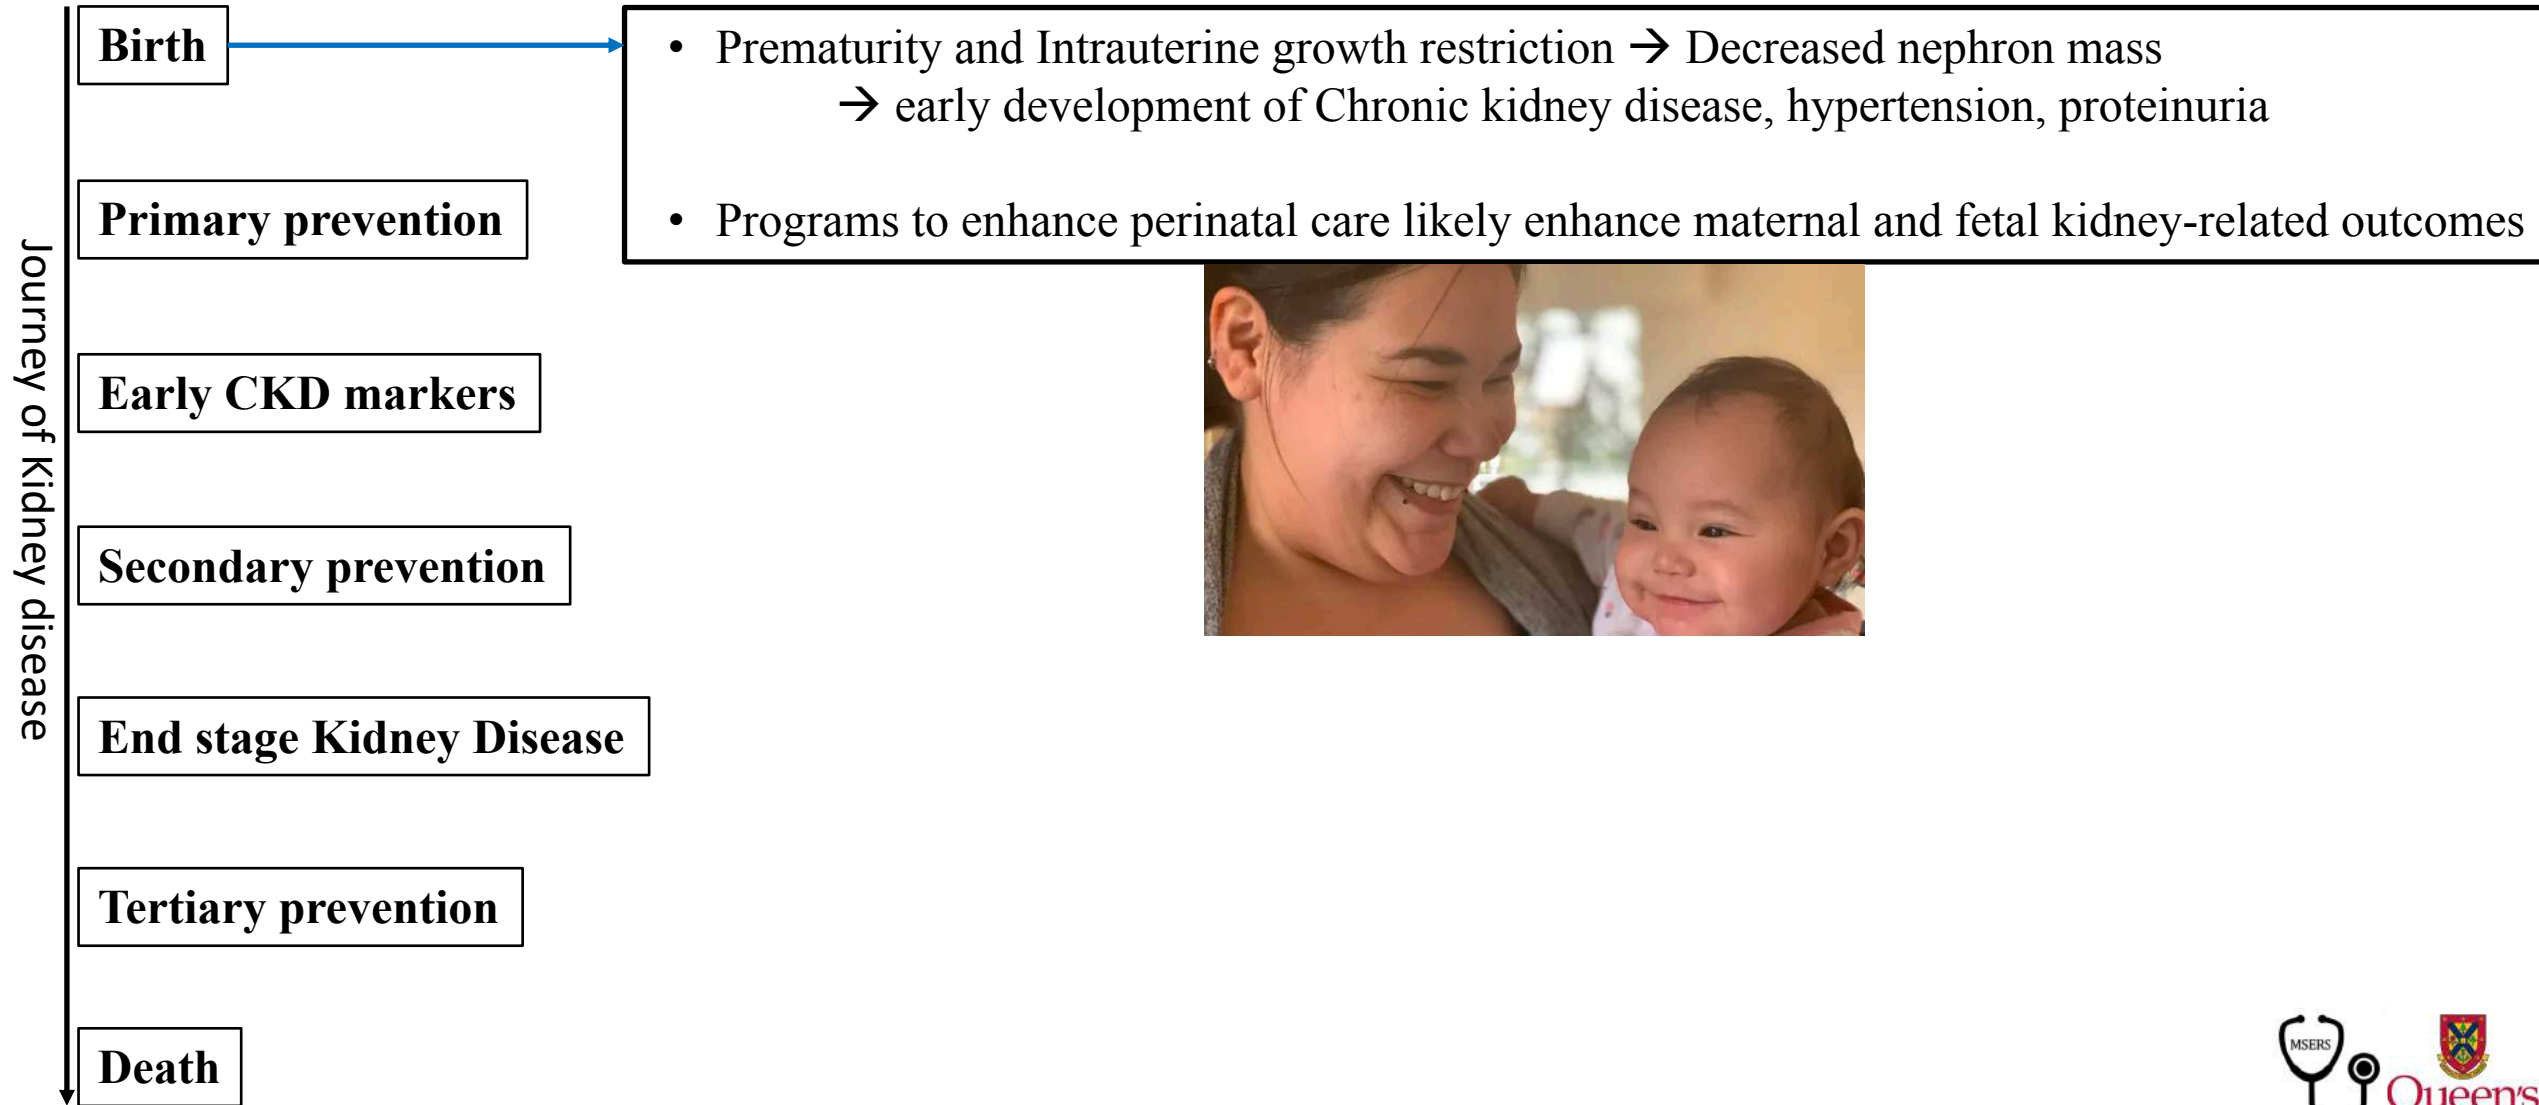 Journey of Kidney disease
Birth
• Prematurity and Intrauterine growth restriction → Decreased nephron mass
→ early development of Chronic kidney disease, hypertension, proteinuria
Primary prevention
• Programs to enhance perinatal care likely enhance maternal and fetal kidney-related outcomes
Early CKD markers
Secondary prevention
End stage Kidney Disease
Tertiary prevention
Death
MSERS
Queen's